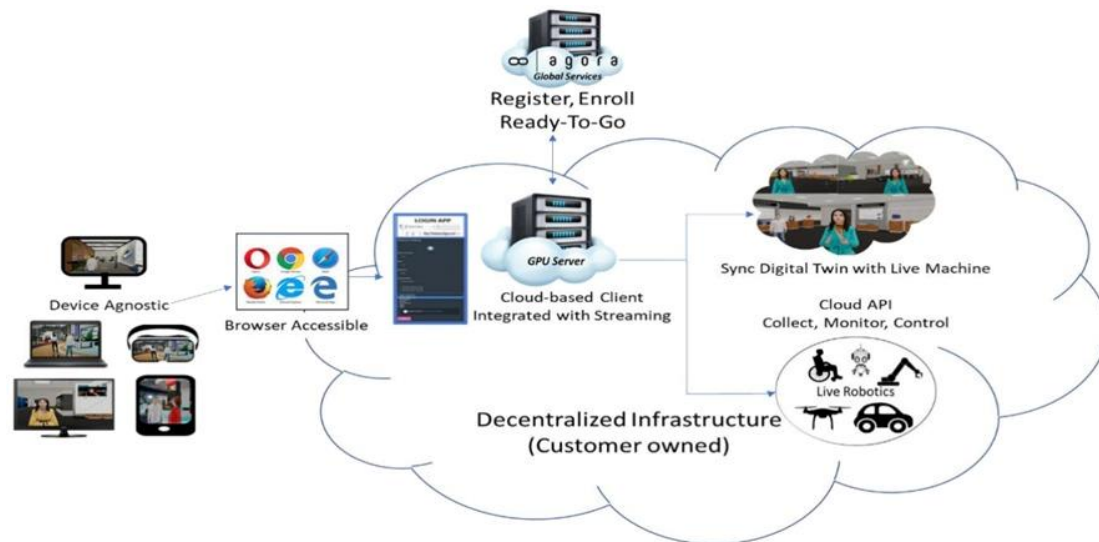 ∞|agora
Global Services
Register, Enroll
Ready-To-Go
LOGIN APP
GPU Server
Cloud-based Client
Integrated with Streaming
Sync Digital Twin with Live Machine
Device Agnostic
Browser Accessible
Cloud API
Collect, Monitor, Control
Live Robotics
Decentralized Infrastructure
(Customer owned)